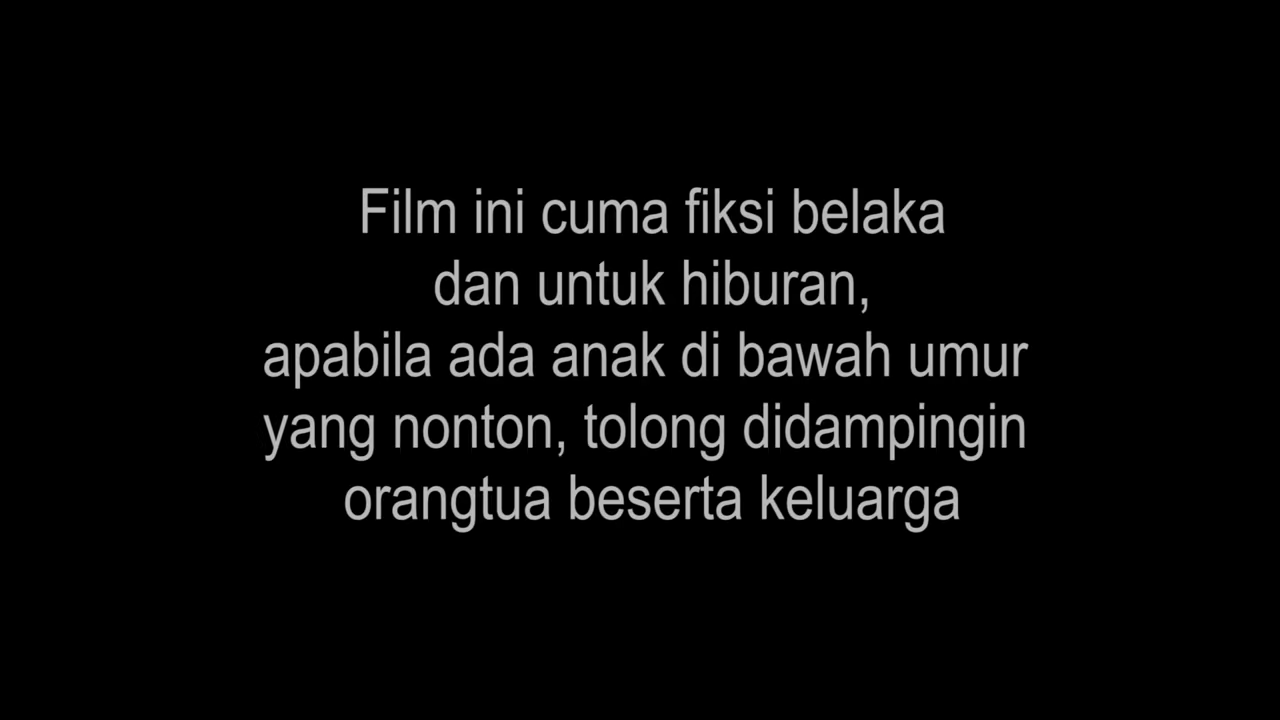 Film ini cuma fiksi belaka
dan untuk hiburan,
apabila ada anak di bawah umur
yang nonton, tolong didampingin
orangtua beserta keluarga